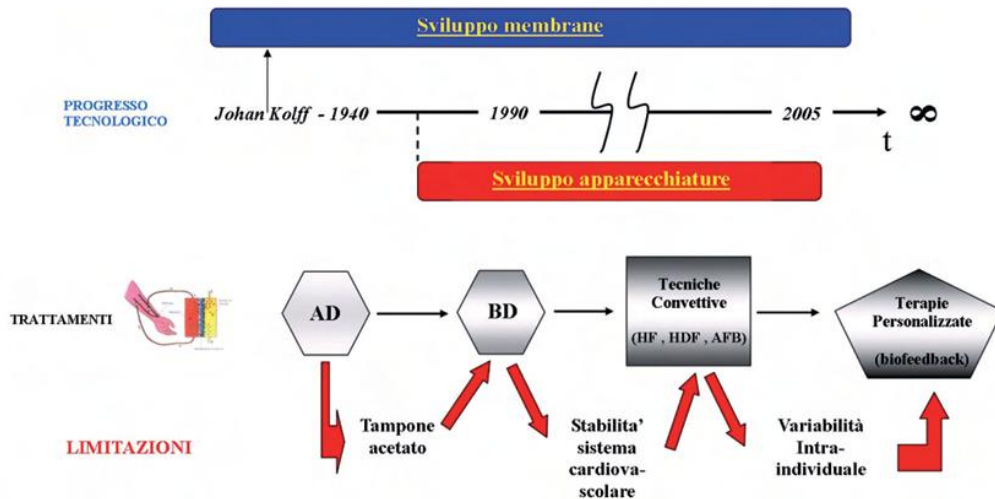 Sviluppo membrane
PROGRESSO
TECNOLOGICO
Johan Kolff - 1940
1990
2005
t
∞
Sviluppo apparecchiature
TRATTAMENTI
AD
BD
Tecniche
Convettive
(HF , HDF , AFB)
Terapie
Personalizzate
(biofeedback)
LIMITAZIONI
Tampone
acetato
Stabilita'
sistema
cardiova-
scolare
Variabilità
Intra-
individuale